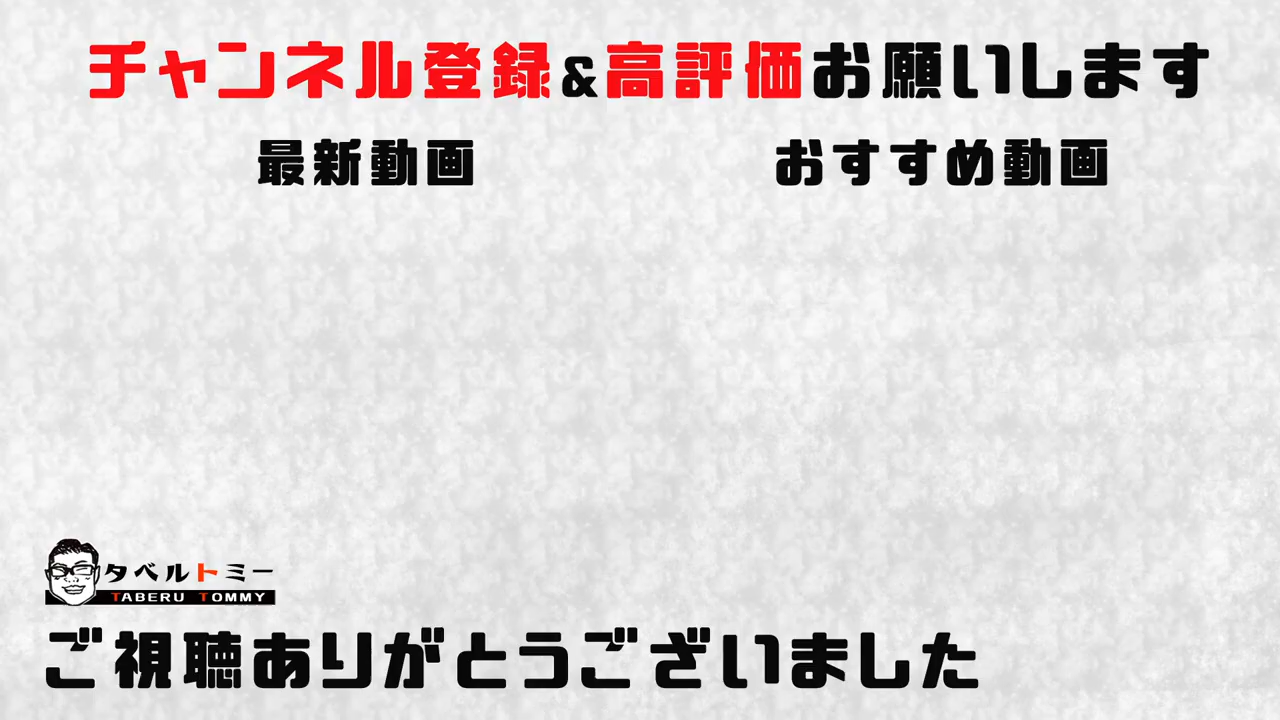 チャンネル登録&高評価お願いします
最新動画
おすすめ動画
タベルトミー
TABERU TOMMY
ご視聴ありがとうございました